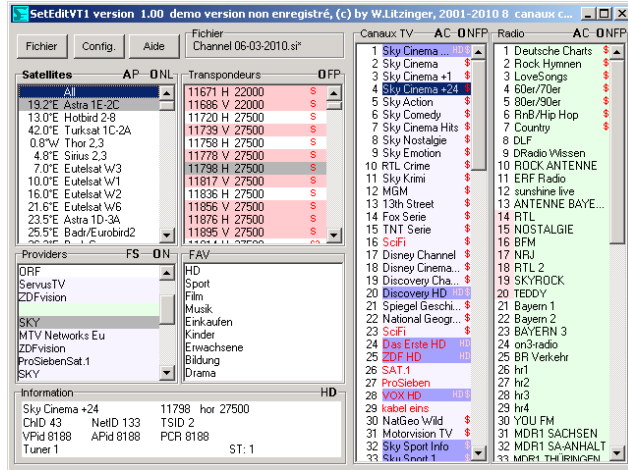 SetEditVT1 version 1.00 demo version non enregistré, (c) by W.Litzinger, 2001-2010 8 canaux c...
Fichier
Config.
Aide
Fichier
Channel 06-03-2010.si*
Satellites AP ONL
All
19.2°E Astra 1E-2C
13.0°E Hotbird 2-8
42.0°E Turksat 1C-2A
0.8°W Thor 2,3
4.8°E Sirius 2,3
7.0°E Eutelsat W3
10.0°E Eutelsat W1
16.0°E Eutelsat W2
21.6°E Eutelsat W6
23.5°E Astra 1D-3A
25.5°E Badr/Eurobird2
Transpondeurs OFP
11671 H 22000 S
11686 V 22000 S
11720 H 27500 S
11739 V 27500 S
11758 H 27500 S
11778 V 27500 S
11798 H 27500 S
11817 V 27500 S
11836 H 27500 S
11856 V 27500 S
11876 H 27500 S
11895 V 27500 S
11914 H 27500 S2
Providers FS ON
ORF
ServusTV
ZDFvision
SKY
MTV Networks Eu
ZDFvision
ProSiebenSat.1
SKY
FAV
HD
Sport
Film
Musik
Einkaufen
Kinder
Erwachsene
Bildung
Drama
Information HD
Sky Cinema +24 11798 hor 27500
ChID 43 NetID 133 TSID 2
VPid 8188 APid 8188 PCR 8188
Tuner 1 ST: 1
Canaux TV AC ONFP
1 Sky Cinema ... HD $
2 Sky Cinema $
3 Sky Cinema +1 $
4 Sky Cinema +24 $
5 Sky Action $
6 Sky Comedy $
7 Sky Cinema Hits $
8 Sky Nostalgie $
9 Sky Emotion $
10 RTL Crime $
11 Sky Krimi $
12 MGM $
13 13th Street $
14 Fox Serie $
15 TNT Serie $
16 SciFi $
17 Disney Channel $
18 Disney Cinema... $
19 Discovery Cha... $
20 Discovery HD HD $
21 Spiegel Geschi... $
22 National Geogr... $
23 SciFi $
24 Das Erste HD HD
25 ZDF HD HD
26 SAT.1
27 ProSieben
28 VOX HD HD $
29 kabel eins
30 NatGeo Wild $
31 Motorvision TV $
32 Sky Sport Info $
33 Sky Sport 1 $
Radio AC ONFP
1 Deutsche Charts $
2 Rock Hymnen $
3 LoveSongs $
4 60er/70er $
5 80er/90er $
6 RnB/Hip Hop $
7 Country $
8 DLF
9 DRadio Wissen
10 ROCK ANTENNE
11 ERF Radio
12 sunshine live
13 ANTENNE BAYE...
14 RTL
15 NOSTALGIE
16 BFM
17 NRJ
18 RTL 2
19 SKYROCK
20 TEDDY
21 Bayern 1
22 Bayern 2
23 BAYERN 3
24 on3-radio
25 BR Verkehr
26 hr1
27 hr2
28 hr3
29 hr4
30 YOU FM
31 MDR1 SACHSEN
32 MDR1 SA-ANHALT
33 MDR1 THÜRINGEN